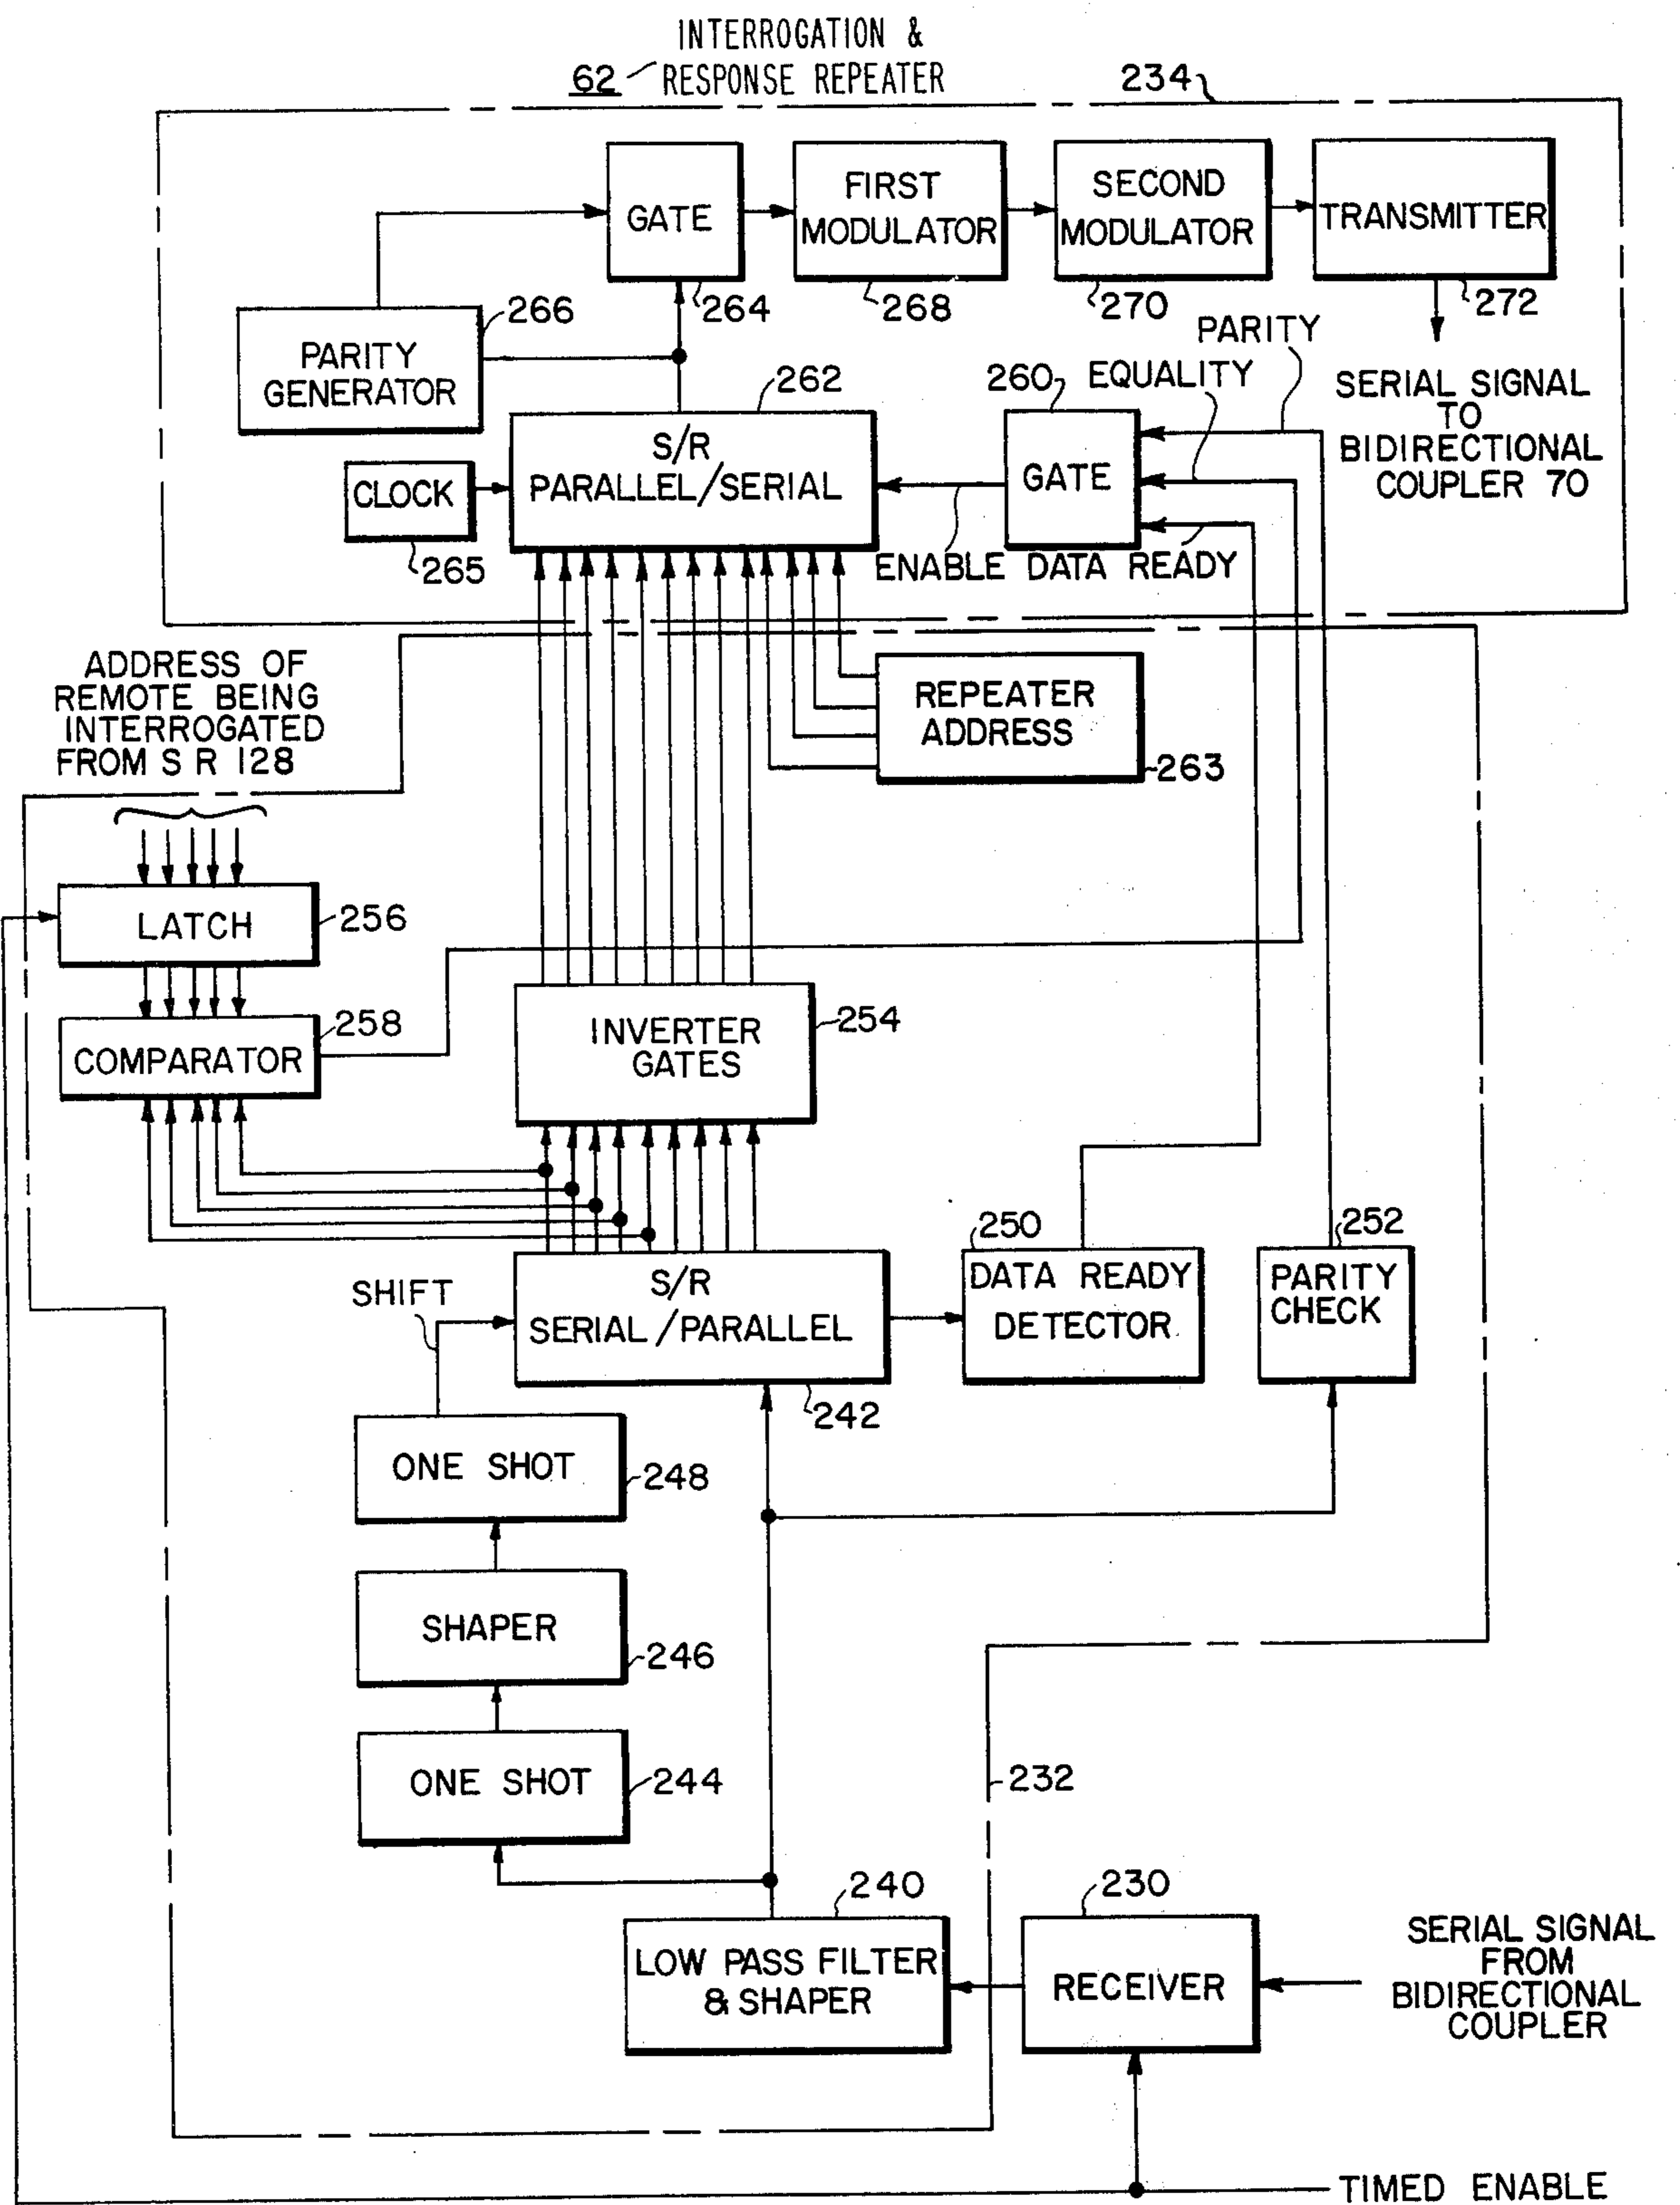 INTERROGATION &
62 RESPONSE REPEATER
234
GATE
FIRST
MODULATOR
SECOND
MODULATOR
TRANSMITTER
264
268
270
272
266
PARITY
GENERATOR
PARITY
EQUALITY
260
262
SERIAL SIGNAL
TO
BIDIRECTIONAL
COUPLER 70
S/R
PARALLEL/SERIAL
GATE
CLOCK
265
ENABLE
DATA READY
ADDRESS OF
REMOTE BEING
INTERROGATED
FROM S R 128
REPEATER
ADDRESS
263
LATCH
256
INVERTER
GATES
254
COMPARATOR
258
250
252
SHIFT
S/R
SERIAL/PARALLEL
242
DATA READY
DETECTOR
PARITY
CHECK
ONE SHOT
248
SHAPER
246
ONE SHOT
244
232
240
230
LOW PASS FILTER
& SHAPER
RECEIVER
SERIAL SIGNAL
FROM
BIDIRECTIONAL
COUPLER
TIMED ENABLE